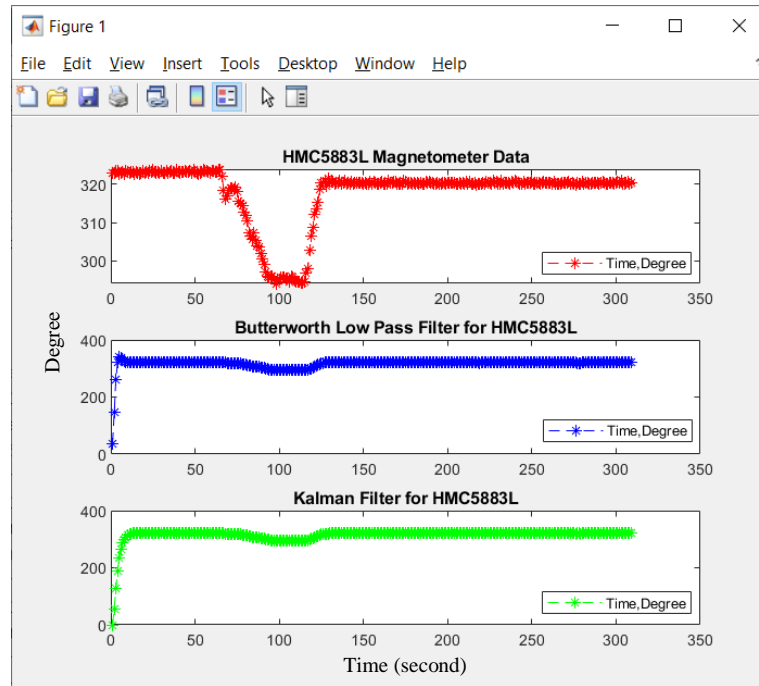 Figure 1
File Edit View Insert Tools Desktop Window Help
HMC5883L Magnetometer Data
320
310
300
Time,Degree
0 50 100 150 200 250 300 350
Butterworth Low Pass Filter for HMC5883L
Degree
400
200
0
Time,Degree
0 50 100 150 200 250 300 350
Kalman Filter for HMC5883L
400
200
0
Time,Degree
0 50 100 150 200 250 300 350
Time (second)